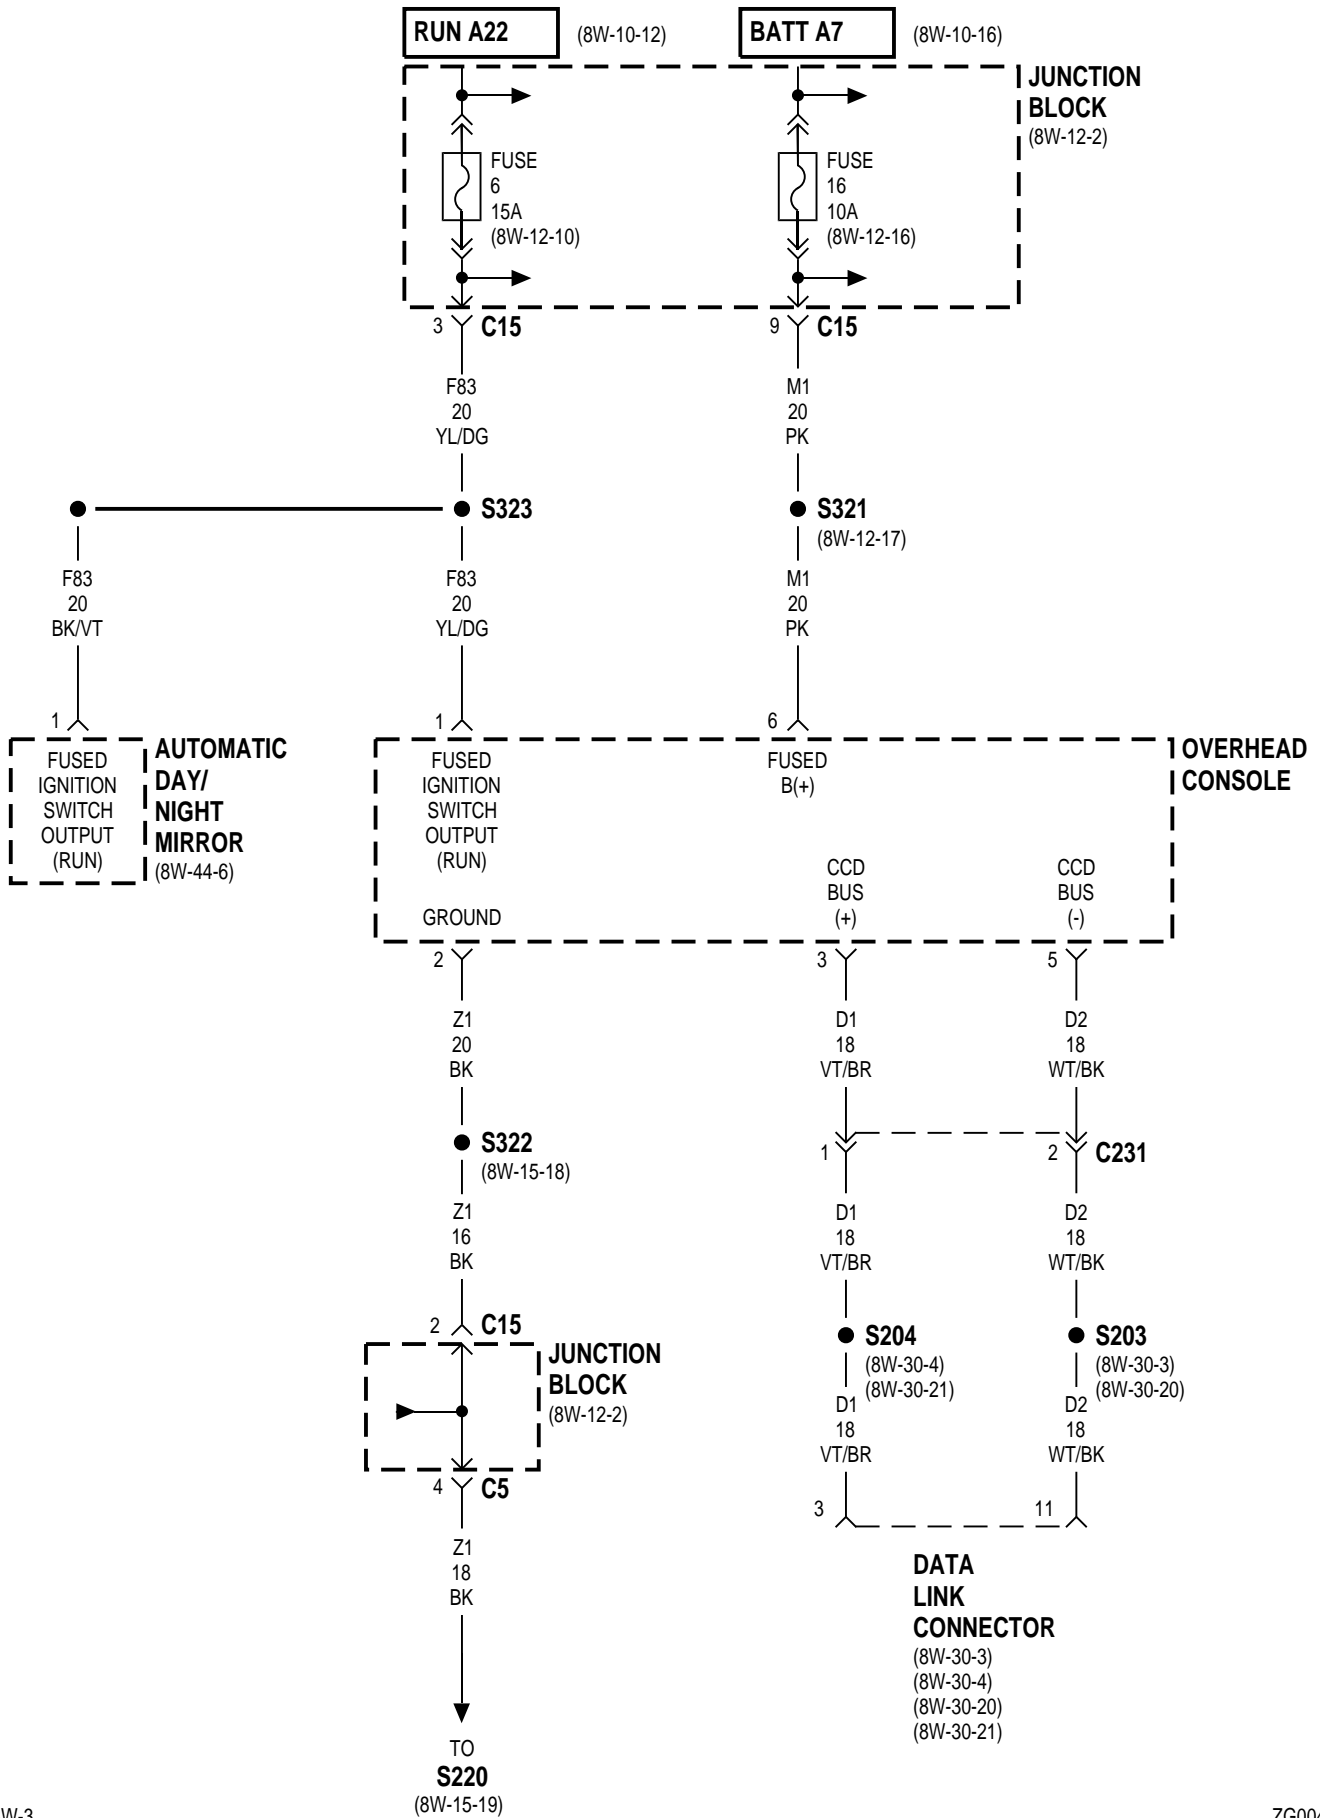 RUN A22 (8W-10-12) BATT A7 (8W-10-16)
JUNCTION
BLOCK
(8W-12-2)
FUSE
6
15A
(8W-12-10)
FUSE
16
10A
(8W-12-16)
3 C15
9 C15
F83
20
YL/DG
M1
20
PK
S323
S321
(8W-12-17)
F83
20
BK/VT
F83
20
YL/DG
M1
20
PK
1
1
6
FUSED
IGNITION
SWITCH
OUTPUT
(RUN)
AUTOMATIC
DAY/
NIGHT
MIRROR
(8W-44-6)
FUSED
IGNITION
SWITCH
OUTPUT
(RUN)
FUSED
B(+)
OVERHEAD
CONSOLE
GROUND
CCD
BUS
(+)
CCD
BUS
(-)
2
3
5
Z1
20
BK
D1
18
VT/BR
D2
18
WT/BK
S322
(8W-15-18)
1
2 C231
Z1
16
BK
D1
18
VT/BR
D2
18
WT/BK
2 C15
JUNCTION
BLOCK
(8W-12-2)
S204
(8W-30-4)
(8W-30-21)
S203
(8W-30-3)
(8W-30-20)
D1
18
VT/BR
D2
18
WT/BK
4 C5
3
11
Z1
18
BK
DATA
LINK
CONNECTOR
(8W-30-3)
(8W-30-4)
(8W-30-20)
(8W-30-21)
TO
S220
(8W-15-19)